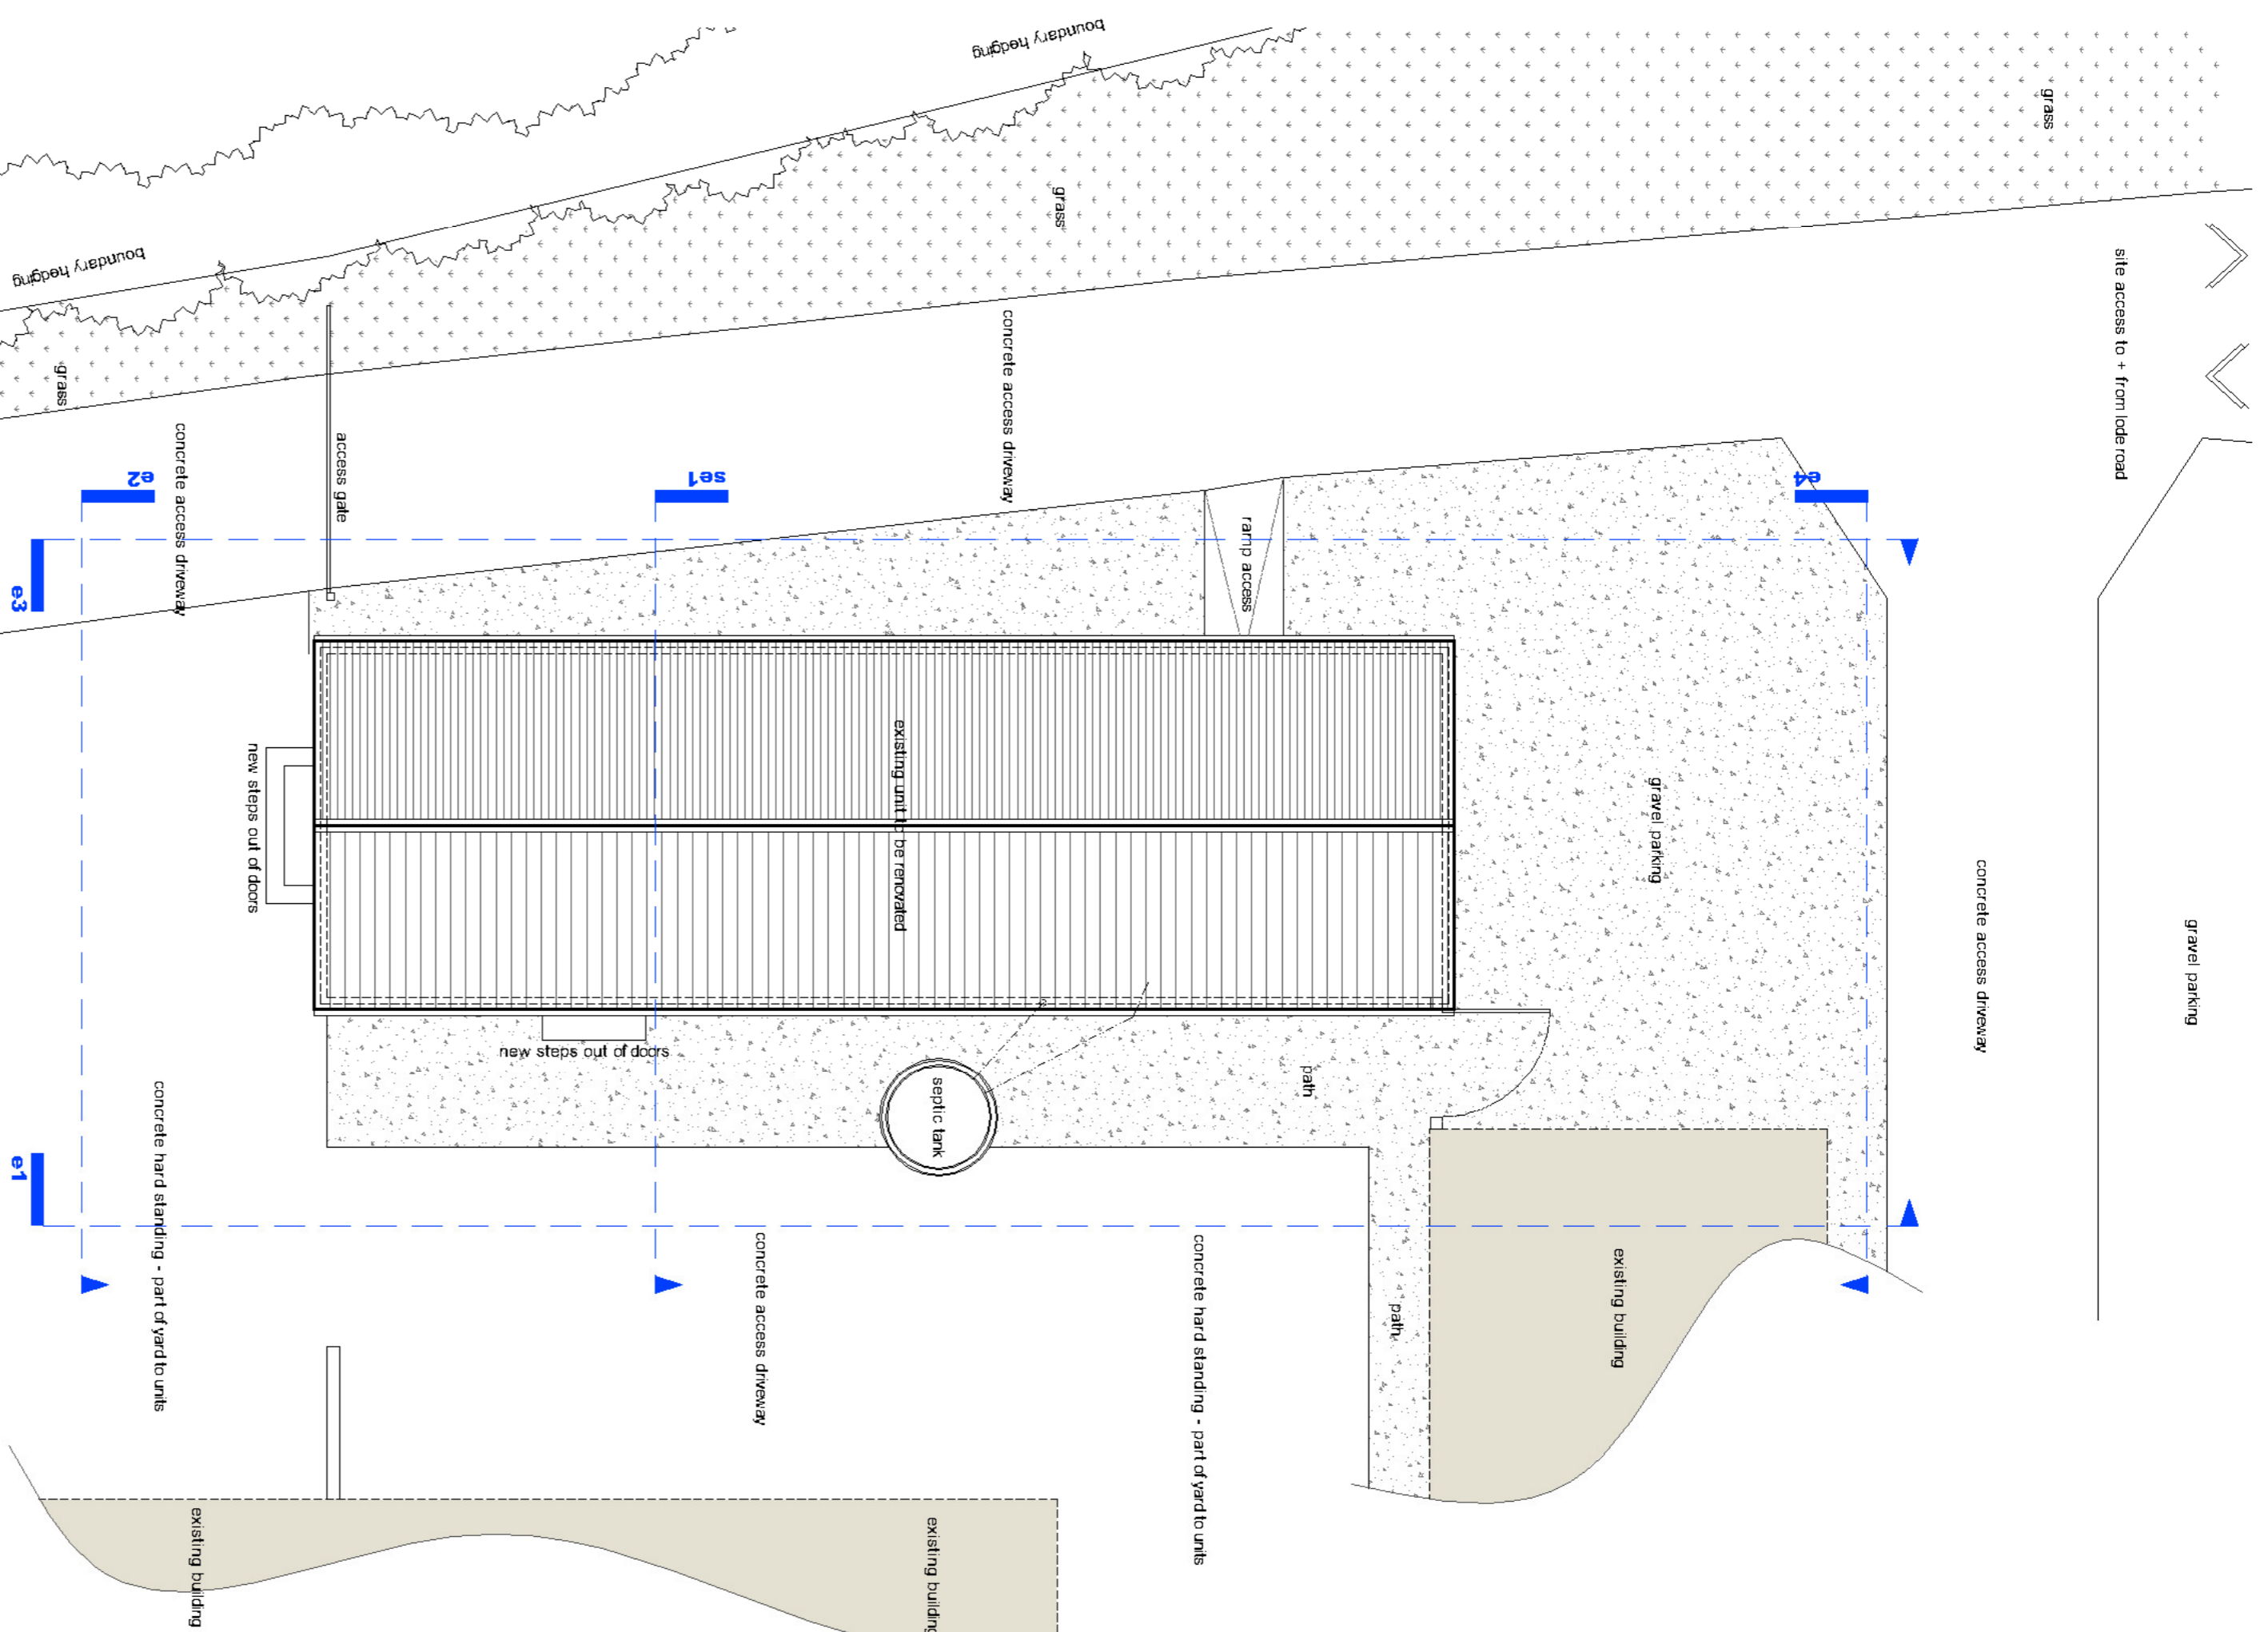 boundary hedging
boundary hedging
grass
grass
grass
site access to + from lode road
concrete access driveway
concrete access driveway
access gate
e2
se1
e4
e3
ramp access
existing unit to be renovated
new steps out of doors
gravel parking
concrete access driveway
gravel parking
new steps out of doors
septic tank
path
e1
concrete hard standing - part of yard to units
concrete access driveway
concrete hard standing - part of yard to units
path
existing building
existing building
existing building